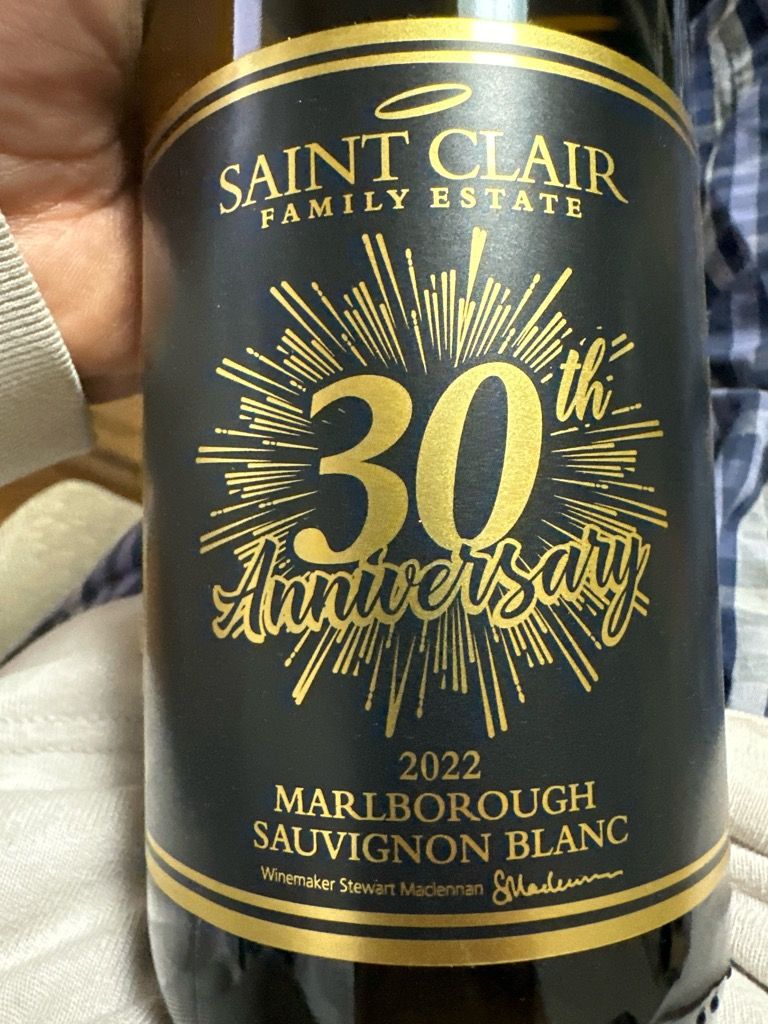 SAINT CLAIR
FAMILY ESTATE
30th
Anniversary
2022
MARLBOROUGH
SAUVIGNON BLANC
Winemaker Stewart Maclennan